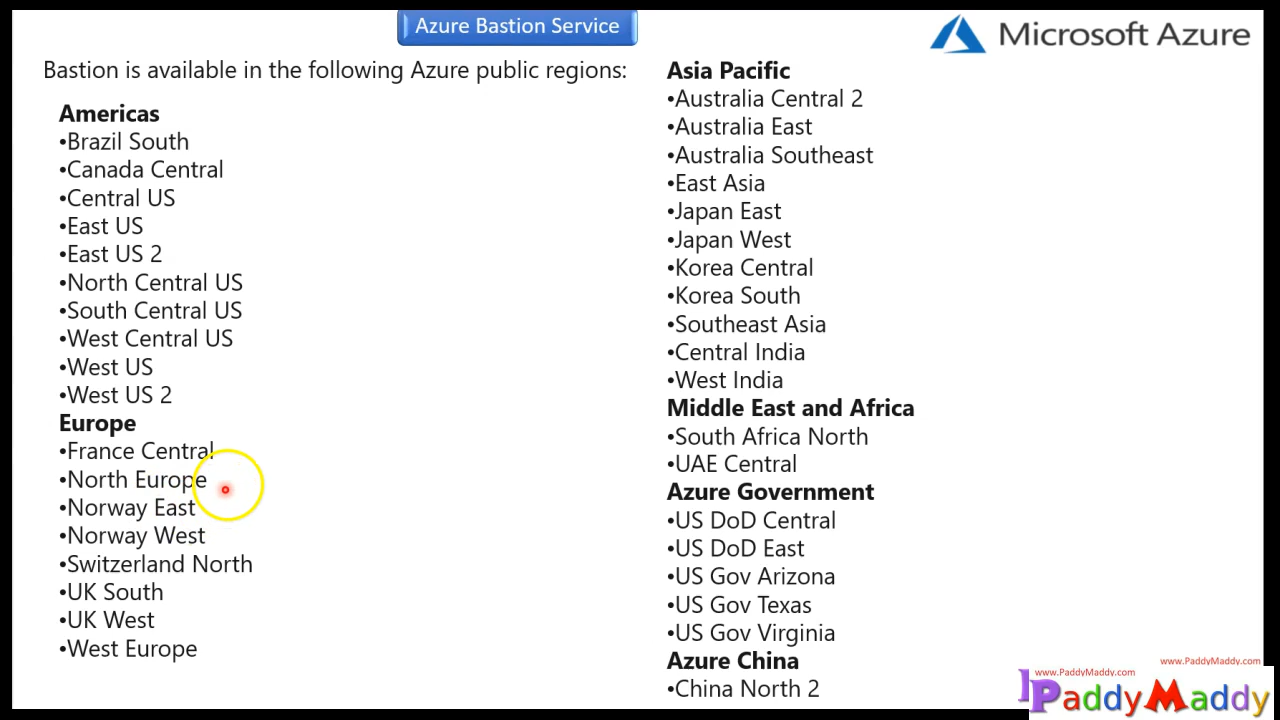 Azure Bastion Service
Microsoft Azure
Bastion is available in the following Azure public regions:
Americas
•Brazil South
•Canada Central
•Central US
•East US
•East US 2
•North Central US
•South Central US
•West Central US
•West US
•West US 2
Europe
•France Central
•North Europe
•Norway East
•Norway West
•Switzerland North
•UK South
•UK West
•West Europe
Asia Pacific
•Australia Central 2
•Australia East
•Australia Southeast
•East Asia
•Japan East
•Japan West
•Korea Central
•Korea South
•Southeast Asia
•Central India
•West India
Middle East and Africa
•South Africa North
•UAE Central
Azure Government
•US DoD Central
•US DoD East
•US Gov Arizona
•US Gov Texas
•US Gov Virginia
Azure China
•China North 2
www.PaddyMaddy.com
www.PaddyMaddy.com
PaddyMaddy